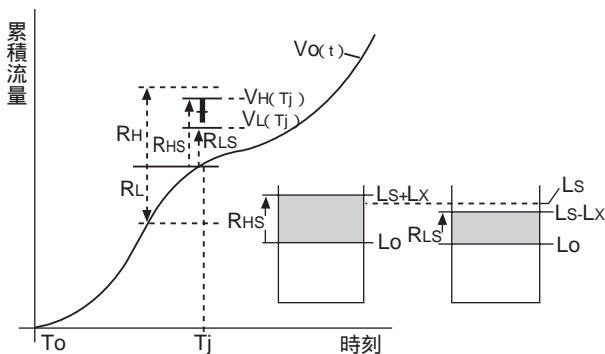 累積流量
Vo(t)
VH(Tj)
VL(Tj)
RH
RHS
RLS
RL
LS+LX
LS
LS-LX
RHS
RLS
Lo
Lo
To
Tj
時刻